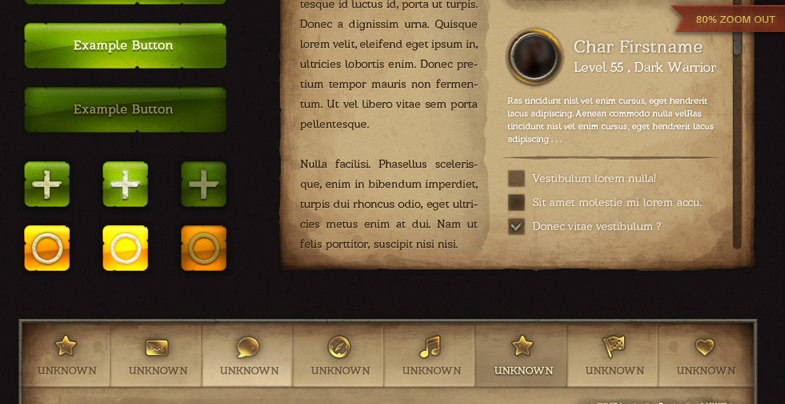 80% ZOOM OUT
Example Button
Example Button
tesque id luctus id, porta ut turpis.
Donec a dignissim urna. Quisque
lorem velit, eleifend eget ipsum in,
ultricies lobortis enim. Donec pre-
tium tempor mauris non fermen-
tum. Ut vel libero vitae sem porta
pellentesque.
Nulla facilisi. Phasellus sceleris-
que, enim in bibendum imperdiet,
turpis dui rhoncus odio, eget ultri-
cies metus enim at dui. Nam ut
felis porttitor, suscipit nisi nisi.
Char Firstname
Level 55 , Dark Warrior
Ras tincidunt nisl vel enim cursus, eget hendrerit
lacus adipiscing. Aenean commodo nulla velRas
tincidunt nisl vel enim cursus, eget hendrerit lacus
adipiscing . . .
Vestibulum lorem nulla!
Sit amet molestie mi lorem accu.
Donec vitae vestibulum ?
UNKNOWN
UNKNOWN
UNKNOWN
UNKNOWN
UNKNOWN
UNKNOWN
UNKNOWN
UNKNOWN